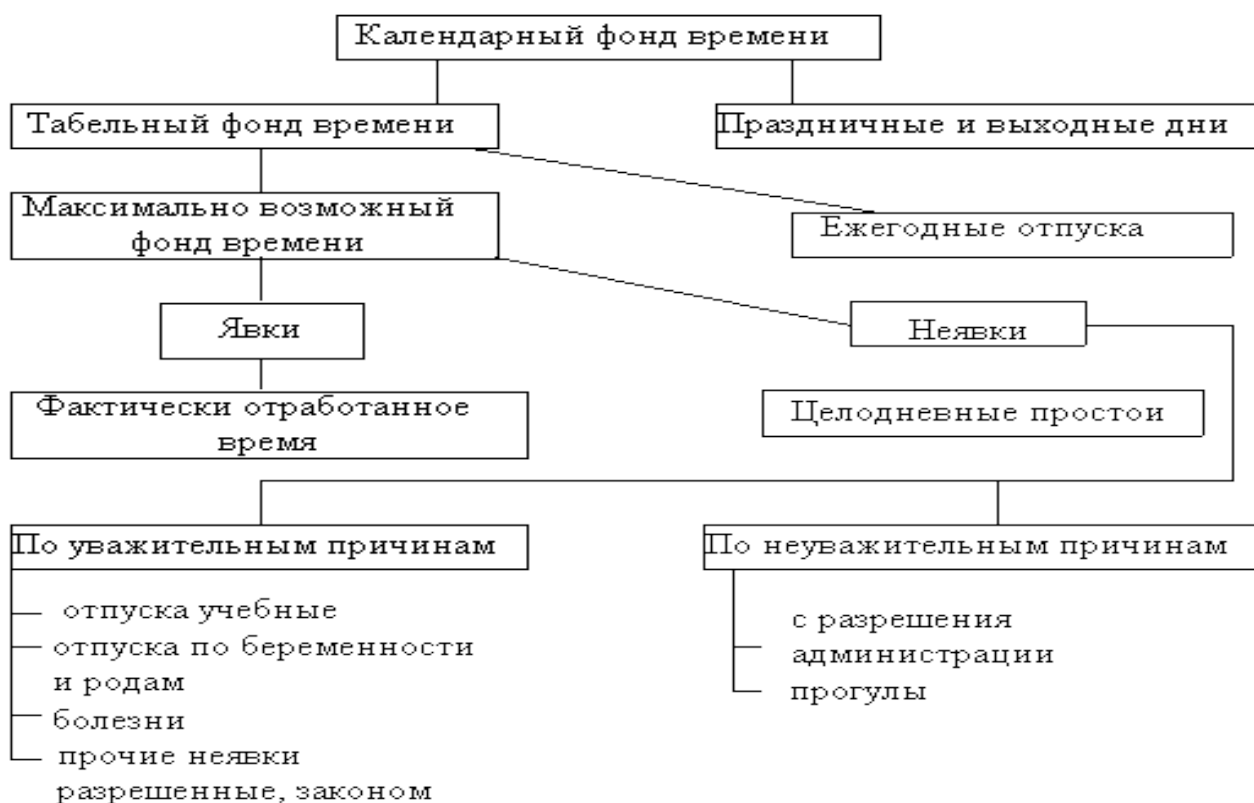 Календарный фонд времени
Табельный фонд времени
Праздничные и выходные дни
Максимально возможный
фонд времени
Ежегодные отпуска
Явки
Неявки
Фактически отработанное
время
Целодневные простои
По уважительным причинам
По неуважительным причинам
отпуска учебные
отпуска по беременности
и родам
болезни
прочие неявки
разрешенные, законом
с разрешения
администрации
прогулы